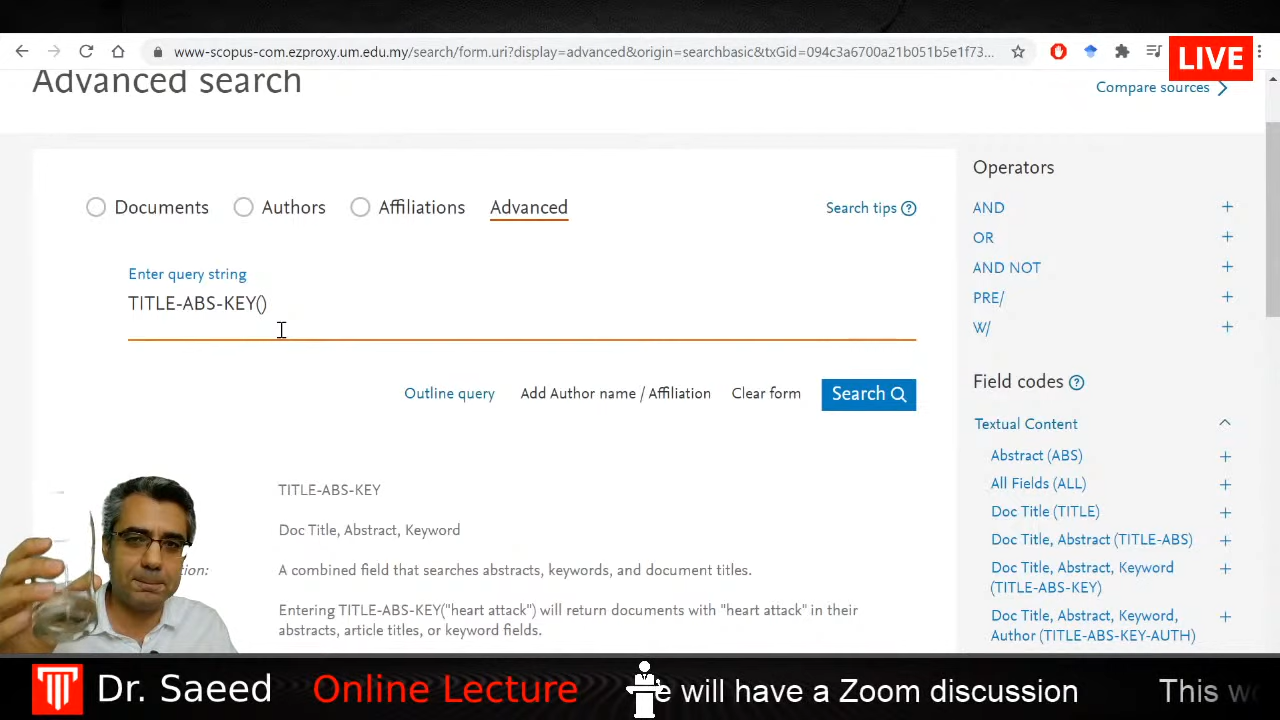 www-scopus-com.ezproxy.um.edu.my/search/form.uri?display=advanced&origin=searchbasic&txGid=094c3a6700a21b051b5e1f73...
LIVE
Advanced search
Compare sources
Documents Authors Affiliations Advanced
Search tips
Enter query string
TITLE-ABS-KEY()
Outline query Add Author name / Affiliation Clear form Search
TITLE-ABS-KEY
Doc Title, Abstract, Keyword
A combined field that searches abstracts, keywords, and document titles.
Entering TITLE-ABS-KEY("heart attack") will return documents with "heart attack" in their
abstracts, article titles, or keyword fields.
Operators
AND
OR
AND NOT
PRE/
W/
Field codes
Textual Content
Abstract (ABS)
All Fields (ALL)
Doc Title (TITLE)
Doc Title, Abstract (TITLE-ABS)
Doc Title, Abstract, Keyword
(TITLE-ABS-KEY)
Doc Title, Abstract, Keyword,
Author (TITLE-ABS-KEY-AUTH)
Dr. Saeed Online Lecture will have a Zoom discussion This